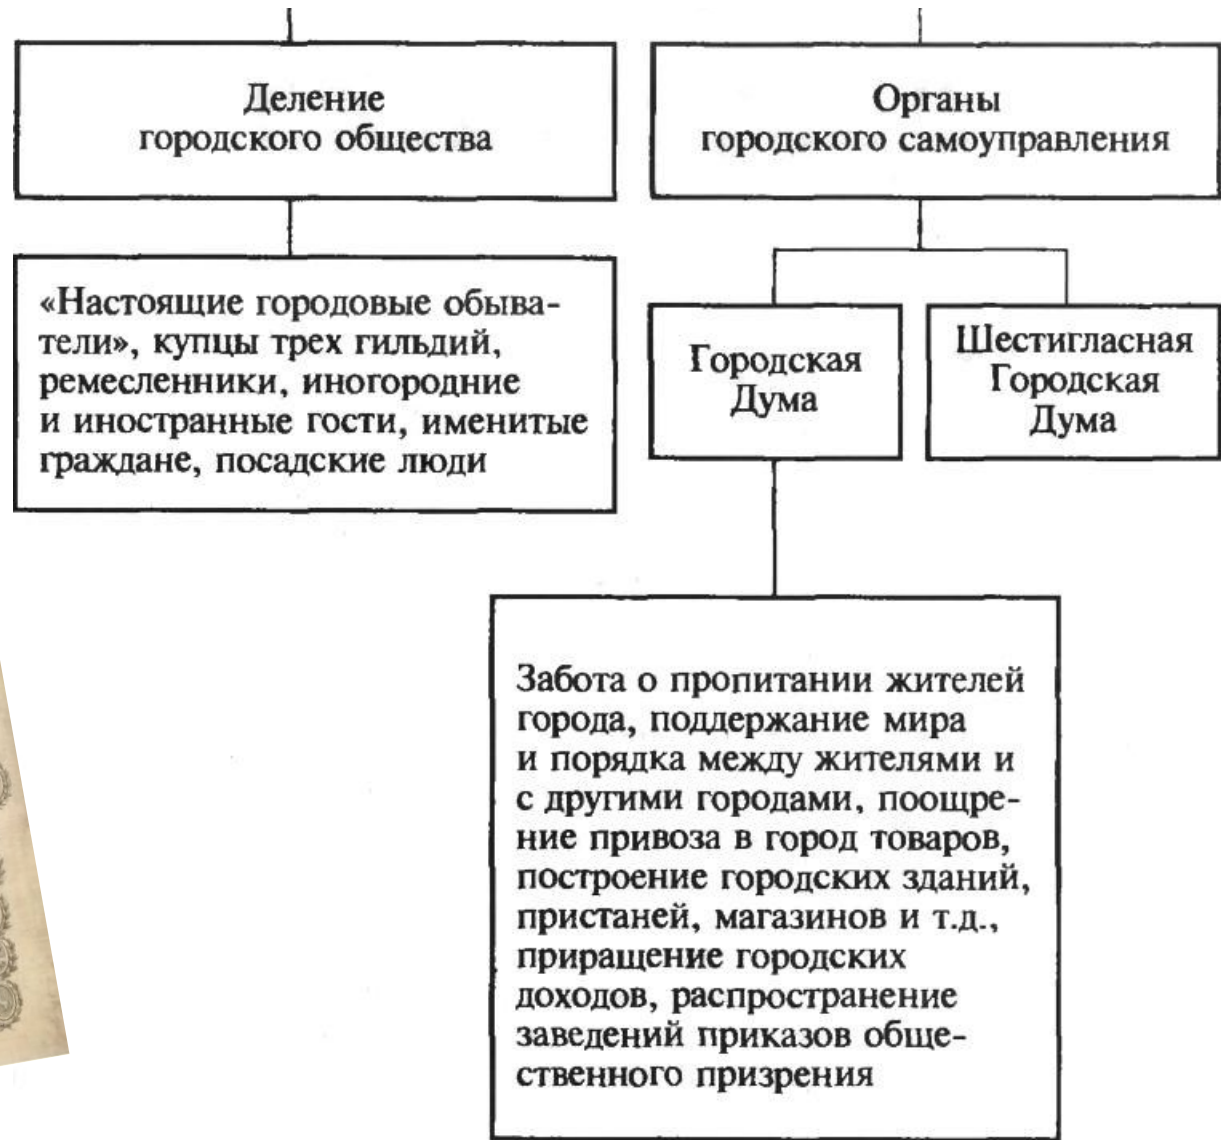 Деление
городского общества
«Настоящие городовые обыва-
тели», купцы трех гильдий,
ремесленники, иногородние
и иностранные гости, именитые
граждане, посадские люди
Органы
городского самоуправления
Городская
Дума
Шестигласная
Городская
Дума
Забота о пропитании жителей
города, поддержание мира
и порядка между жителями и
с другими городами, поощре-
ние привоза в город товаров,
построение городских зданий,
пристаней, магазинов и т.д.,
приращение городских
доходов, распространение
заведений приказов обще-
ственного призрения